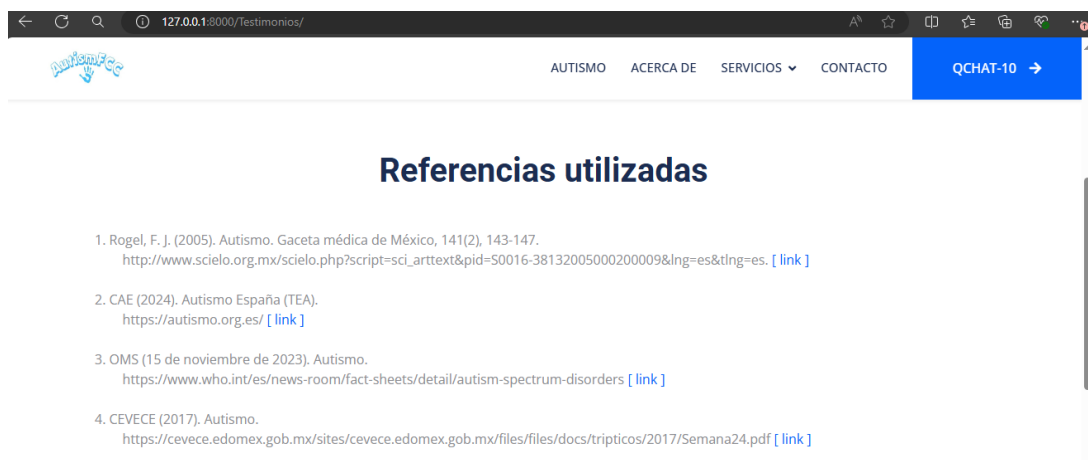 127.0.0.1:8000/Testimonios/
AutismFCC
AUTISMO ACERCA DE SERVICIOS CONTACTO QCHAT-10 →
Referencias utilizadas
1. Rogel, F. J. (2005). Autismo. Gaceta médica de México, 141(2), 143-147.
http://www.scielo.org.mx/scielo.php?script=sci_arttext&pid=S0016-38132005000200009&lng=es&tlng=es. [ link ]
2. CAE (2024). Autismo España (TEA).
https://autismo.org.es/ [ link ]
3. OMS (15 de noviembre de 2023). Autismo.
https://www.who.int/es/news-room/fact-sheets/detail/autism-spectrum-disorders [ link ]
4. CEVECE (2017). Autismo.
https://cevece.edomex.gob.mx/sites/cevece.edomex.gob.mx/files/files/docs/tripticos/2017/Semana24.pdf [ link ]